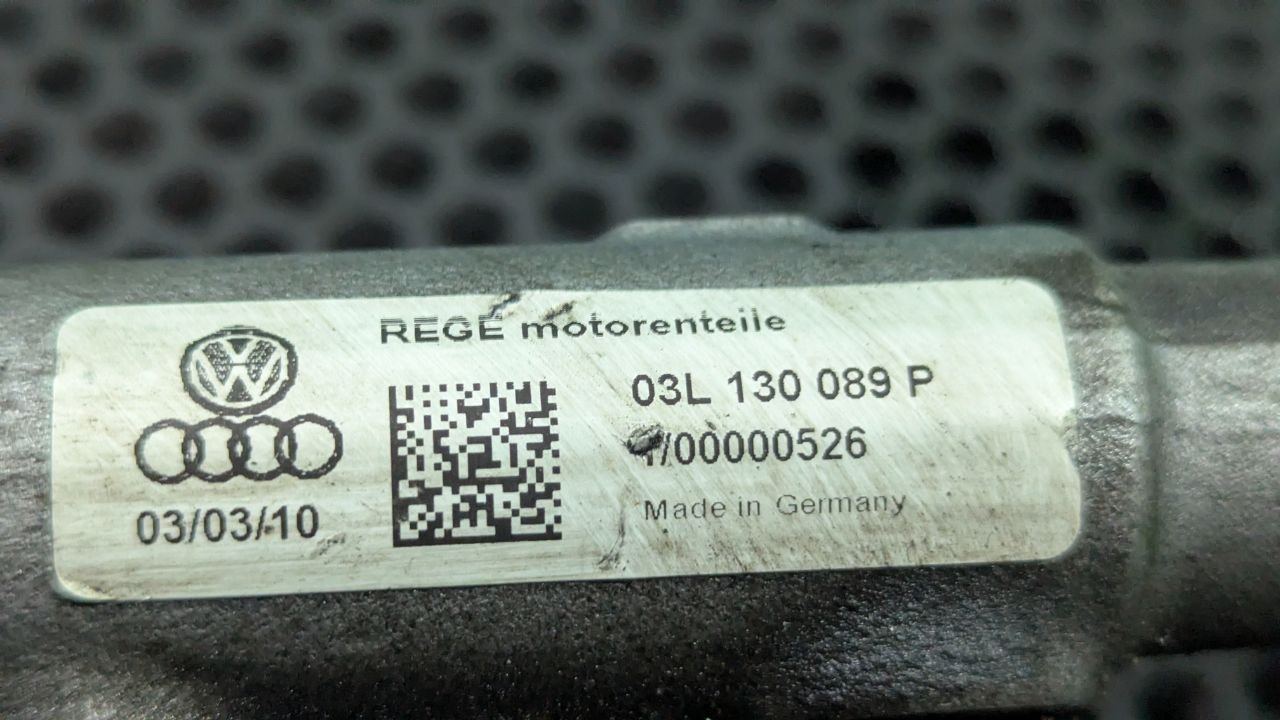 REGE motorenteile
03L 130 089 P
/00000526
Made in Germany
03/03/10